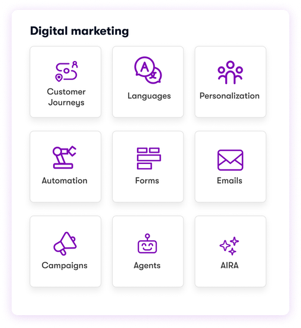 Digital marketing
Customer
Journeys
Languages
Personalization
Automation
Forms
Emails
Campaigns
Agents
AIRA